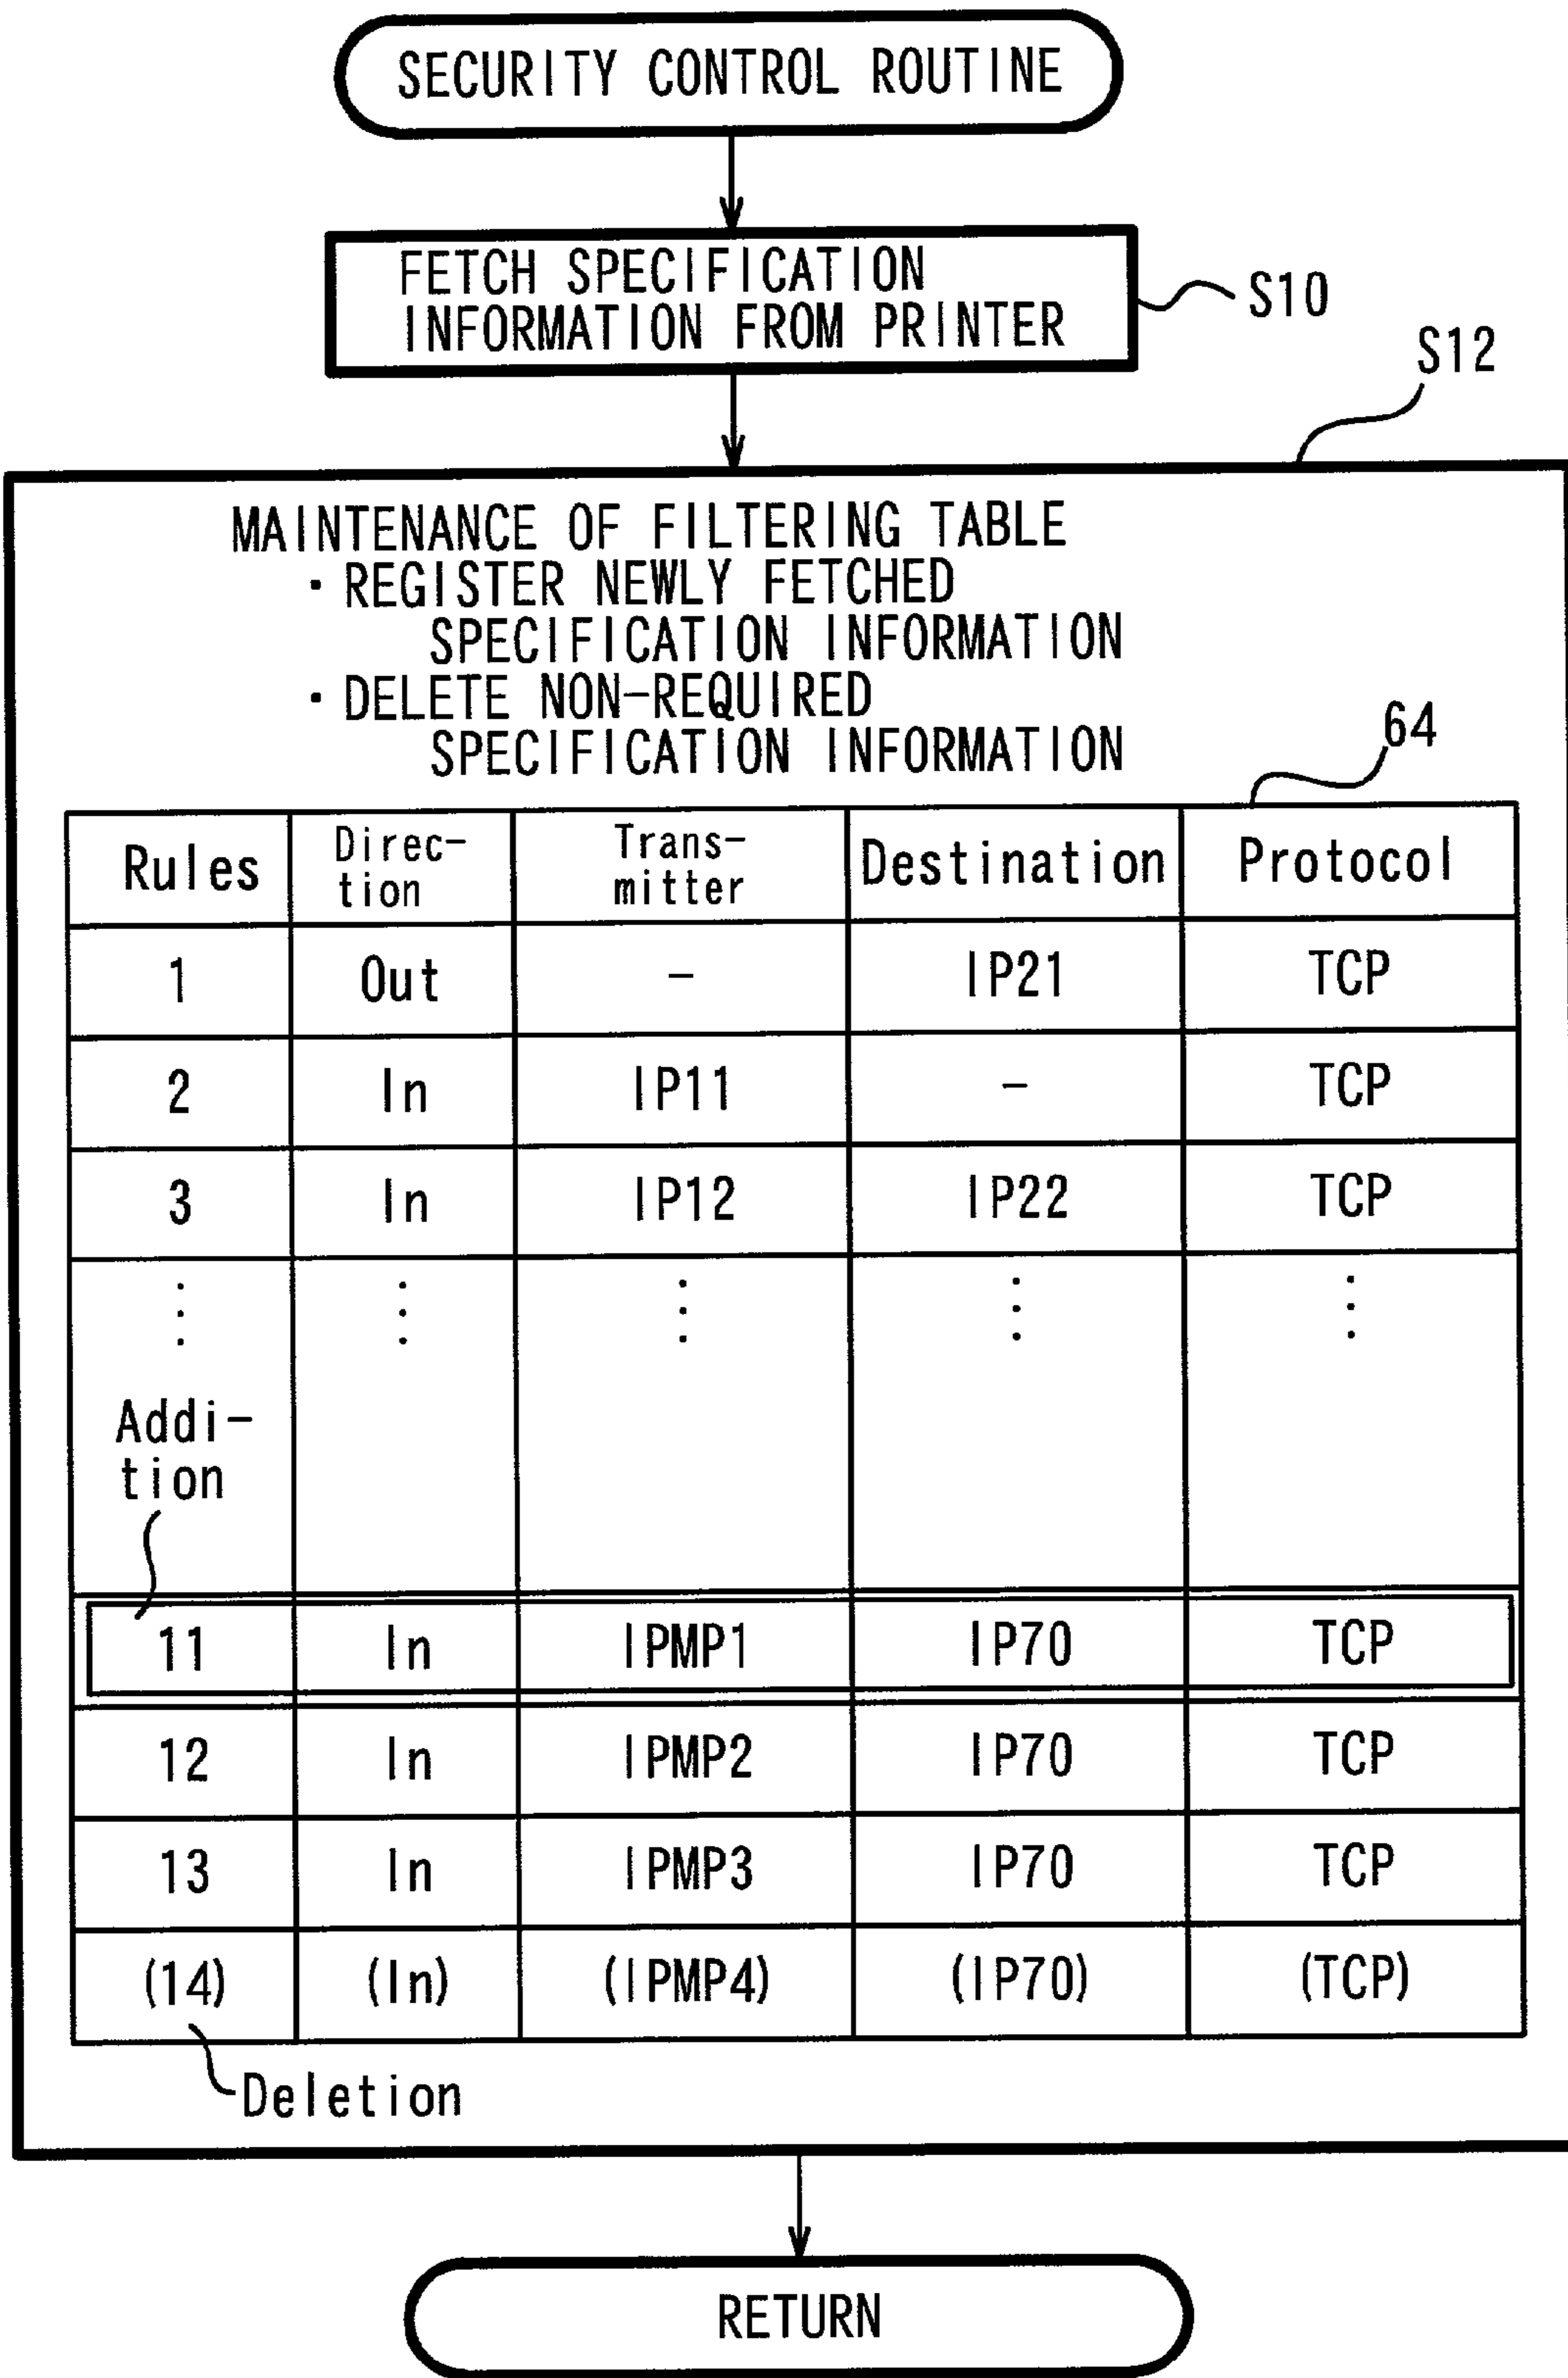 SECURITY CONTROL ROUTINE
FETCH SPECIFICATION
INFORMATION FROM PRINTER
S10
S12
MAINTENANCE OF FILTERING TABLE
・REGISTER NEWLY FETCHED
SPECIFICATION INFORMATION
・DELETE NON-REQUIRED
SPECIFICATION INFORMATION
64
Rules Direc- Trans- Destination Protocol
tion mitter
1 Out - IP21 TCP
2 In IP11 - TCP
3 In IP12 IP22 TCP
⋮ ⋮ ⋮ ⋮ ⋮
Addi-
tion
11 In IPMP1 IP70 TCP
12 In IPMP2 IP70 TCP
13 In IPMP3 IP70 TCP
(14) (In) (IPMP4) (IP70) (TCP)
Deletion
RETURN